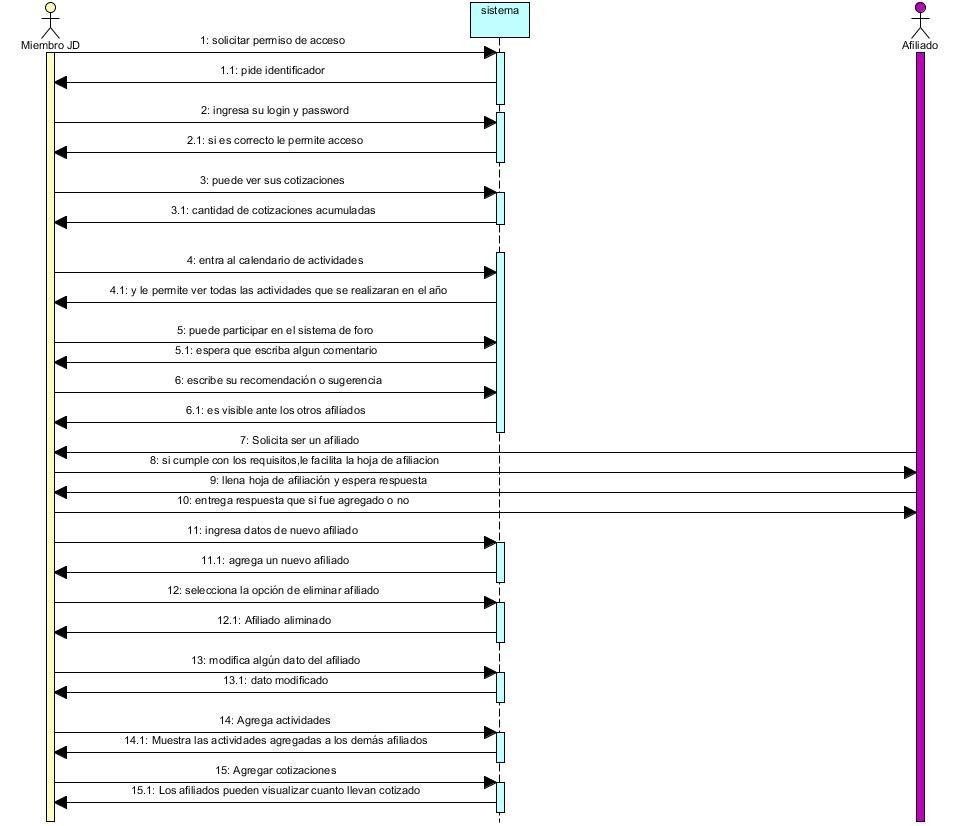 sistema
Miembro JD
Afiliado
1: solicitar permiso de acceso
1.1: pide identificador
2: ingresa su login y password
2.1: si es correcto le permite acceso
3: puede ver sus cotizaciones
3.1: cantidad de cotizaciones acumuladas
4: entra al calendario de actividades
4.1: y le permite ver todas las actividades que se realizaran en el año
5: puede participar en el sistema de foro
5.1: espera que escriba algun comentario
6: escribe su recomendación o sugerencia
6.1: es visible ante los otros afiliados
7: Solicita ser un afiliado
8: si cumple con los requisitos,le facilita la hoja de afiliacion
9: llena hoja de afiliación y espera respuesta
10: entrega respuesta que si fue agregado o no
11: ingresa datos de nuevo afiliado
11.1: agrega un nuevo afiliado
12: selecciona la opción de eliminar afiliado
12.1: Afiliado aliminado
13: modifica algún dato del afiliado
13.1: dato modificado
14: Agrega actividades
14.1: Muestra las actividades agregadas a los demás afiliados
15: Agregar cotizaciones
15.1: Los afiliados pueden visualizar cuanto llevan cotizado